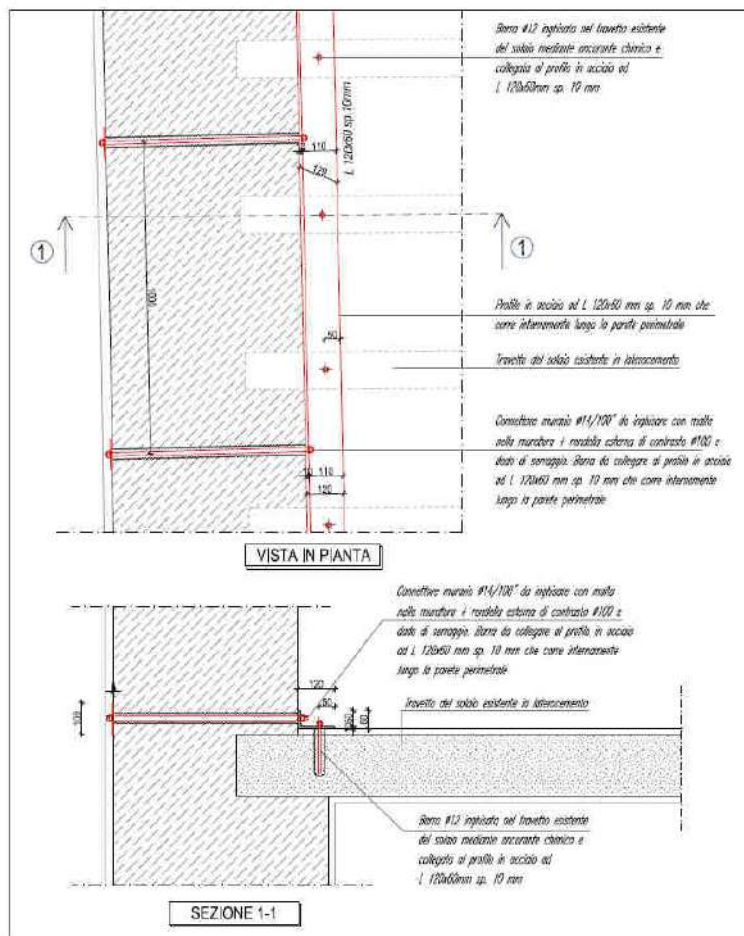 Barra Ø12 inghisata nel travetto esistente
del solaio mediante ancorante chimico e
collegata al profilo in acciaio ad
L 120x60mm sp. 10 mm
L 120x60 sp 10mm
10
110
120
1
1
1000
Profilo in acciaio ad L 120x60 mm sp. 10 mm che
corre internamente lungo la parete perimetrale
50
Travetto del solaio esistente in laterocemento
Connettore murario Ø14/100" da inghisare con malta
nella muratura + rondella esterna di contrasto Ø100 e
dado di serraggio. Barra da collegare al profilo in acciaio
ad L 120x60 mm sp. 10 mm che corre internamente
lungo la parete perimetrale
10
110
120
VISTA IN PIANTA
Connettore murario Ø14/100" da inghisare con malta
nella muratura + rondella esterna di contrasto Ø100 e
dado di serraggio. Barra da collegare al profilo in acciaio
ad L 120x60 mm sp. 10 mm che corre internamente
lungo la parete perimetrale
120
50
100
60
Travetto del solaio esistente in laterocemento
Barra Ø12 inghisata nel travetto esistente
del solaio mediante ancorante chimico e
collegata al profilo in acciaio ad
L 120x60mm sp. 10 mm
SEZIONE 1-1